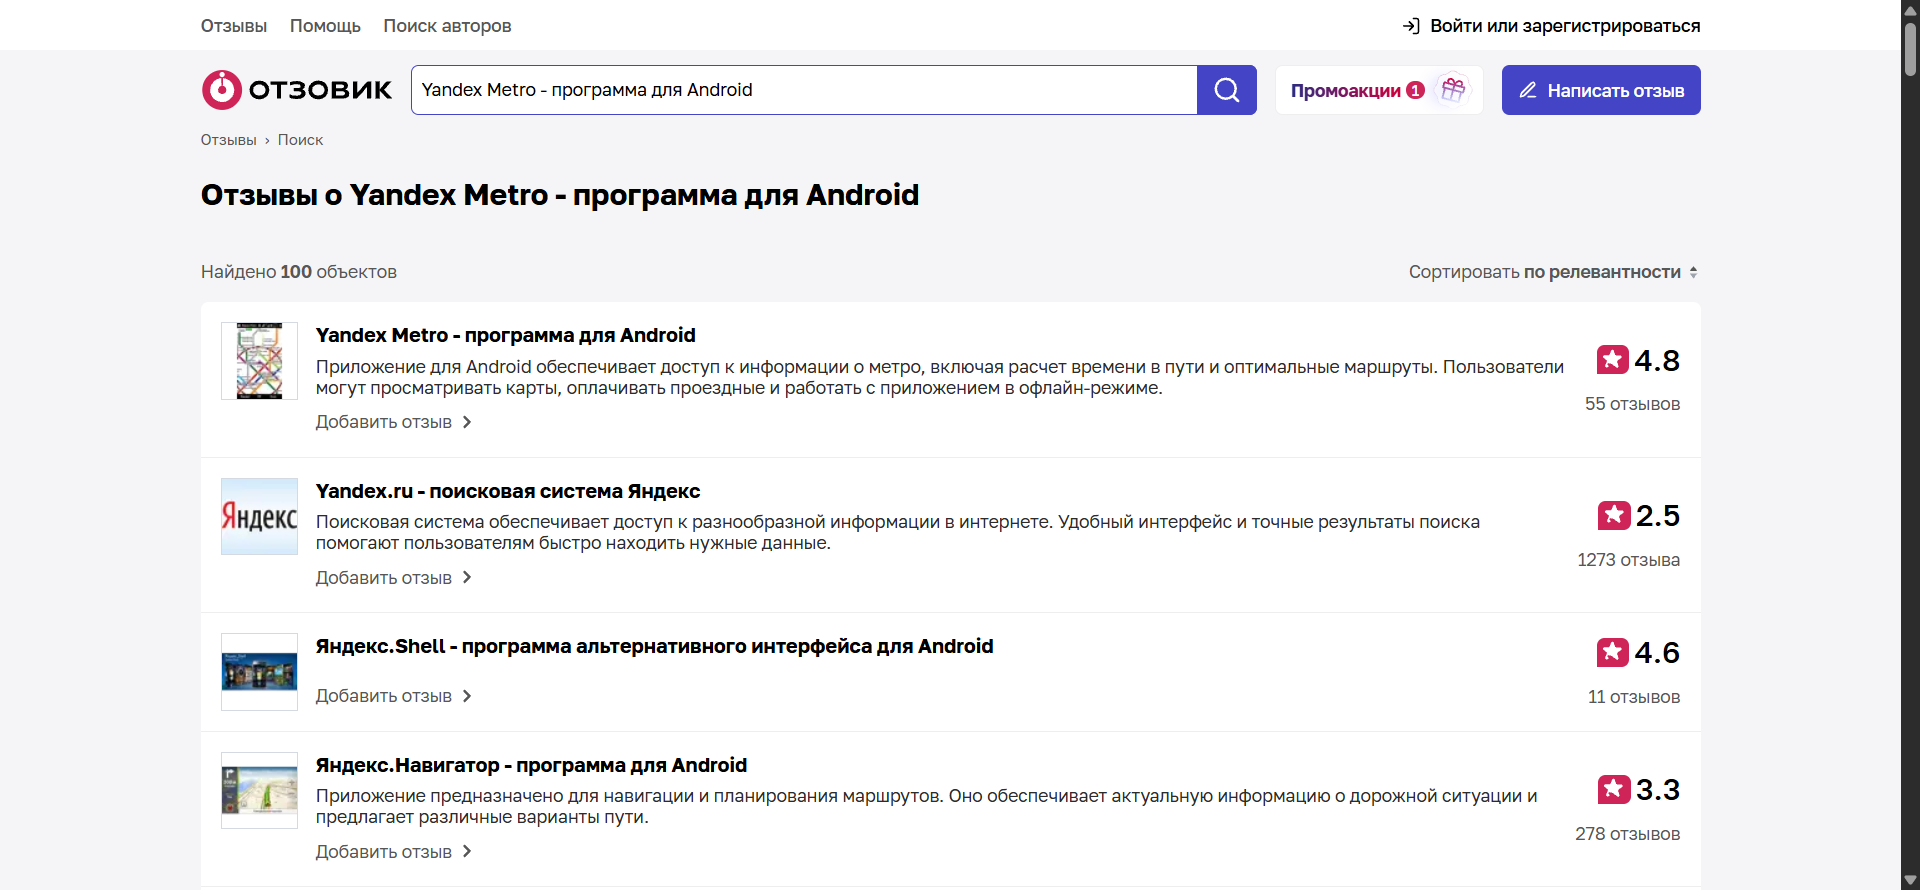 Отзывы Помощь Поиск авторов Войти или зарегистрироваться
ОТЗОВИК Yandex Metro - программа для Android Промоакции 1 Написать отзыв
Отзывы › Поиск
Отзывы о Yandex Metro - программа для Android
Найдено 100 объектов Сортировать по релевантности
Yandex Metro - программа для Android
Приложение для Android обеспечивает доступ к информации о метро, включая расчет времени в пути и оптимальные маршруты. Пользователи
могут просматривать карты, оплачивать проездные и работать с приложением в офлайн-режиме.
Добавить отзыв
4.8
55 отзывов
Яндекс
Yandex.ru - поисковая система Яндекс
Поисковая система обеспечивает доступ к разнообразной информации в интернете. Удобный интерфейс и точные результаты поиска
помогают пользователям быстро находить нужные данные.
Добавить отзыв
2.5
1273 отзыва
Яндекс.Shell - программа альтернативного интерфейса для Android
Добавить отзыв
4.6
11 отзывов
Яндекс.Навигатор - программа для Android
Приложение предназначено для навигации и планирования маршрутов. Оно обеспечивает актуальную информацию о дорожной ситуации и
предлагает различные варианты пути.
Добавить отзыв
3.3
278 отзывов